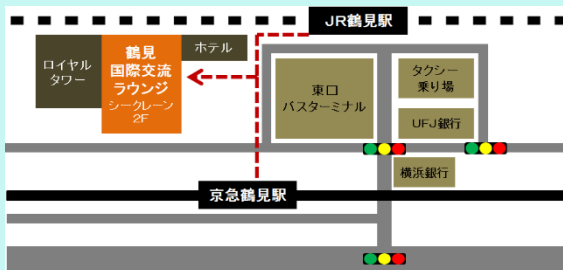 JR鶴見駅
ロイヤル
タワー
鶴見
国際交流
ラウンジ
シークレーン
2F
ホテル
東口
バスターミナル
タクシー
乗り場
UFJ銀行
横浜銀行
京急鶴見駅